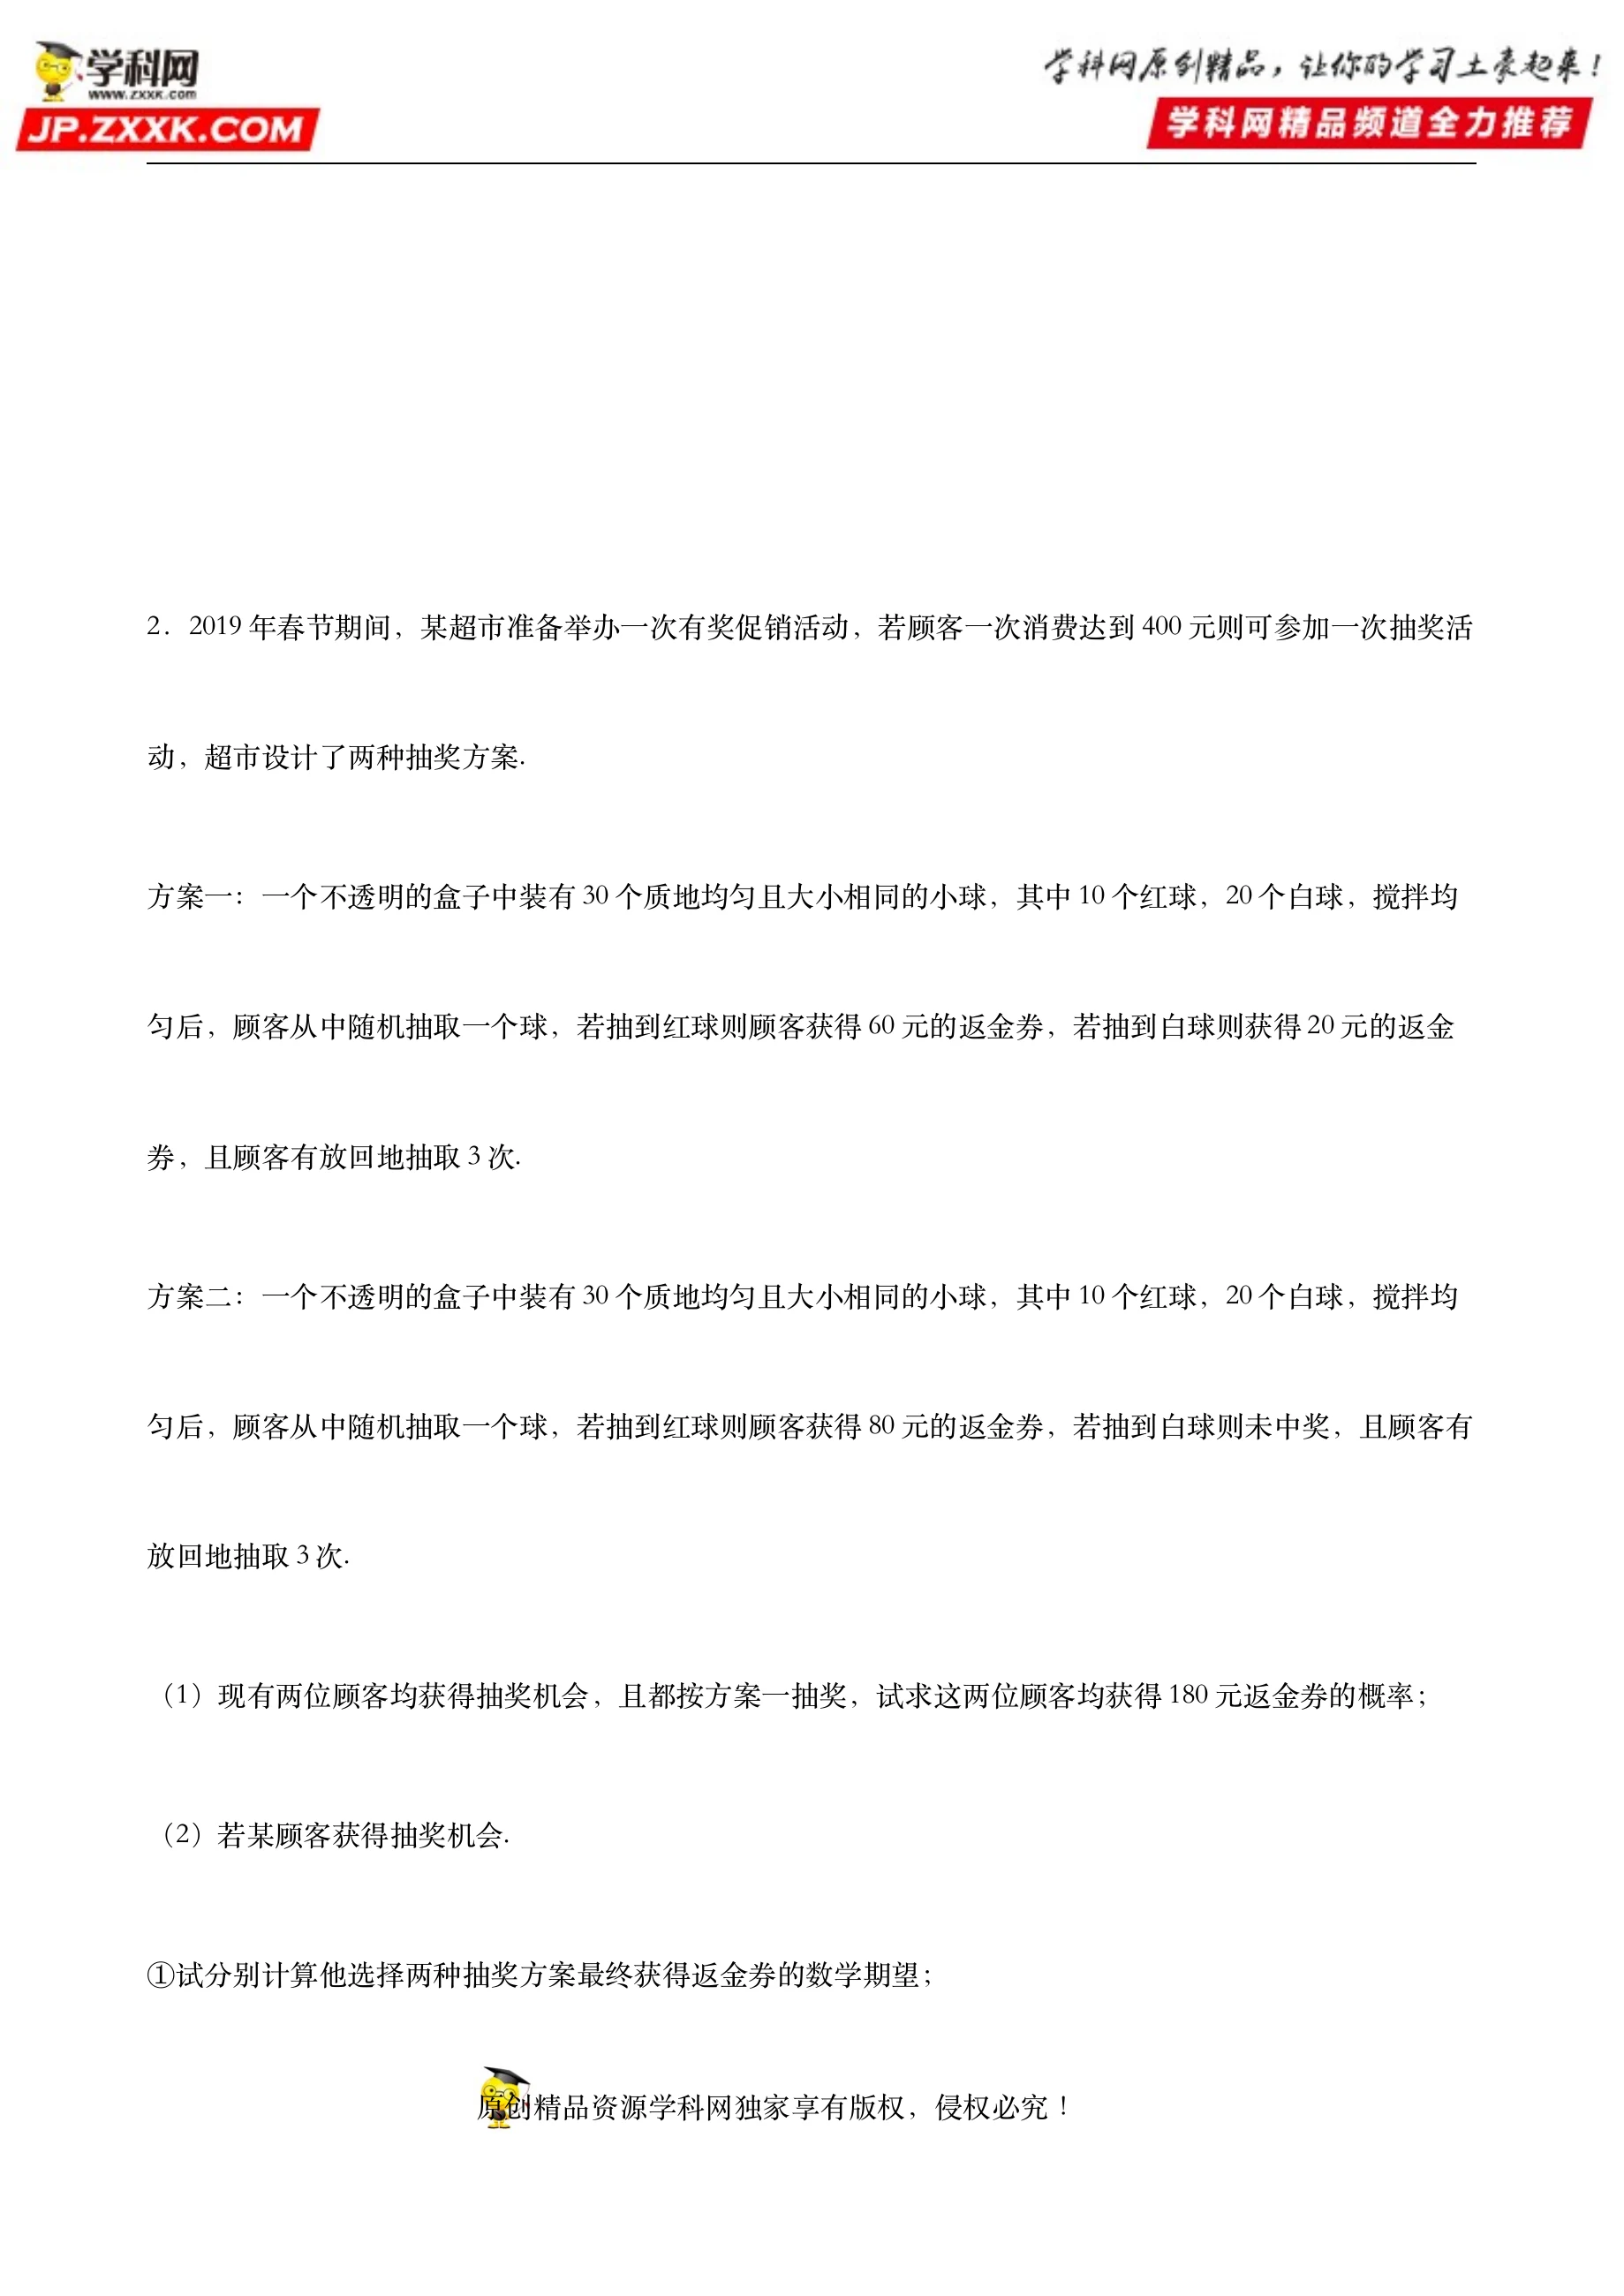 学科网
www.zxxk.com
JP.ZXXK.COM
学科网原创精品，让你的学习土豪起来！
学科网精品频道全力推荐
2．2019 年春节期间，某超市准备举办一次有奖促销活动，若顾客一次消费达到 400 元则可参加一次抽奖活
动，超市设计了两种抽奖方案.
方案一：一个不透明的盒子中装有 30 个质地均匀且大小相同的小球，其中 10 个红球，20 个白球，搅拌均
匀后，顾客从中随机抽取一个球，若抽到红球则顾客获得 60 元的返金券，若抽到白球则获得 20 元的返金
券，且顾客有放回地抽取 3 次.
方案二：一个不透明的盒子中装有 30 个质地均匀且大小相同的小球，其中 10 个红球，20 个白球，搅拌均
匀后，顾客从中随机抽取一个球，若抽到红球则顾客获得 80 元的返金券，若抽到白球则未中奖，且顾客有
放回地抽取 3 次.
（1）现有两位顾客均获得抽奖机会，且都按方案一抽奖，试求这两位顾客均获得 180 元返金券的概率；
（2）若某顾客获得抽奖机会.
①试分别计算他选择两种抽奖方案最终获得返金券的数学期望；
原创精品资源学科网独家享有版权，侵权必究！